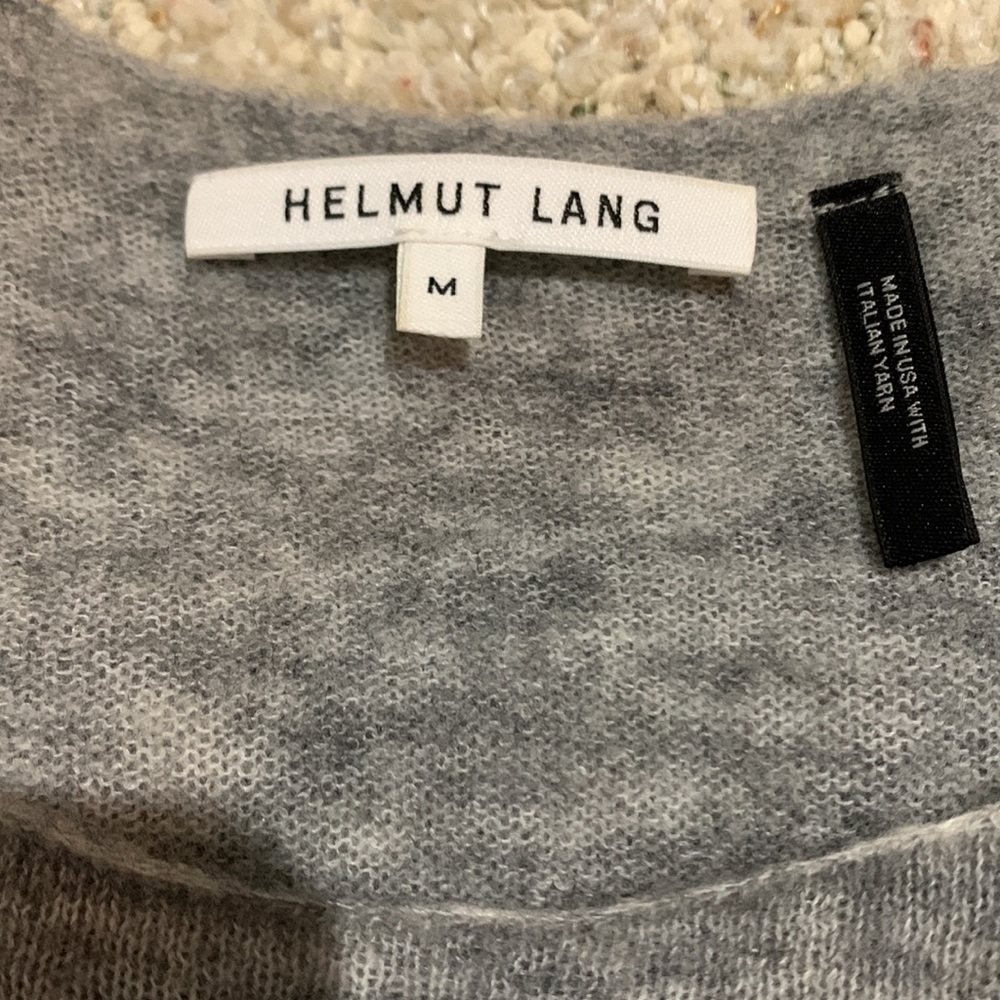 HELMUT LANG
M
MADE IN USA WITH
ITALIAN YARN